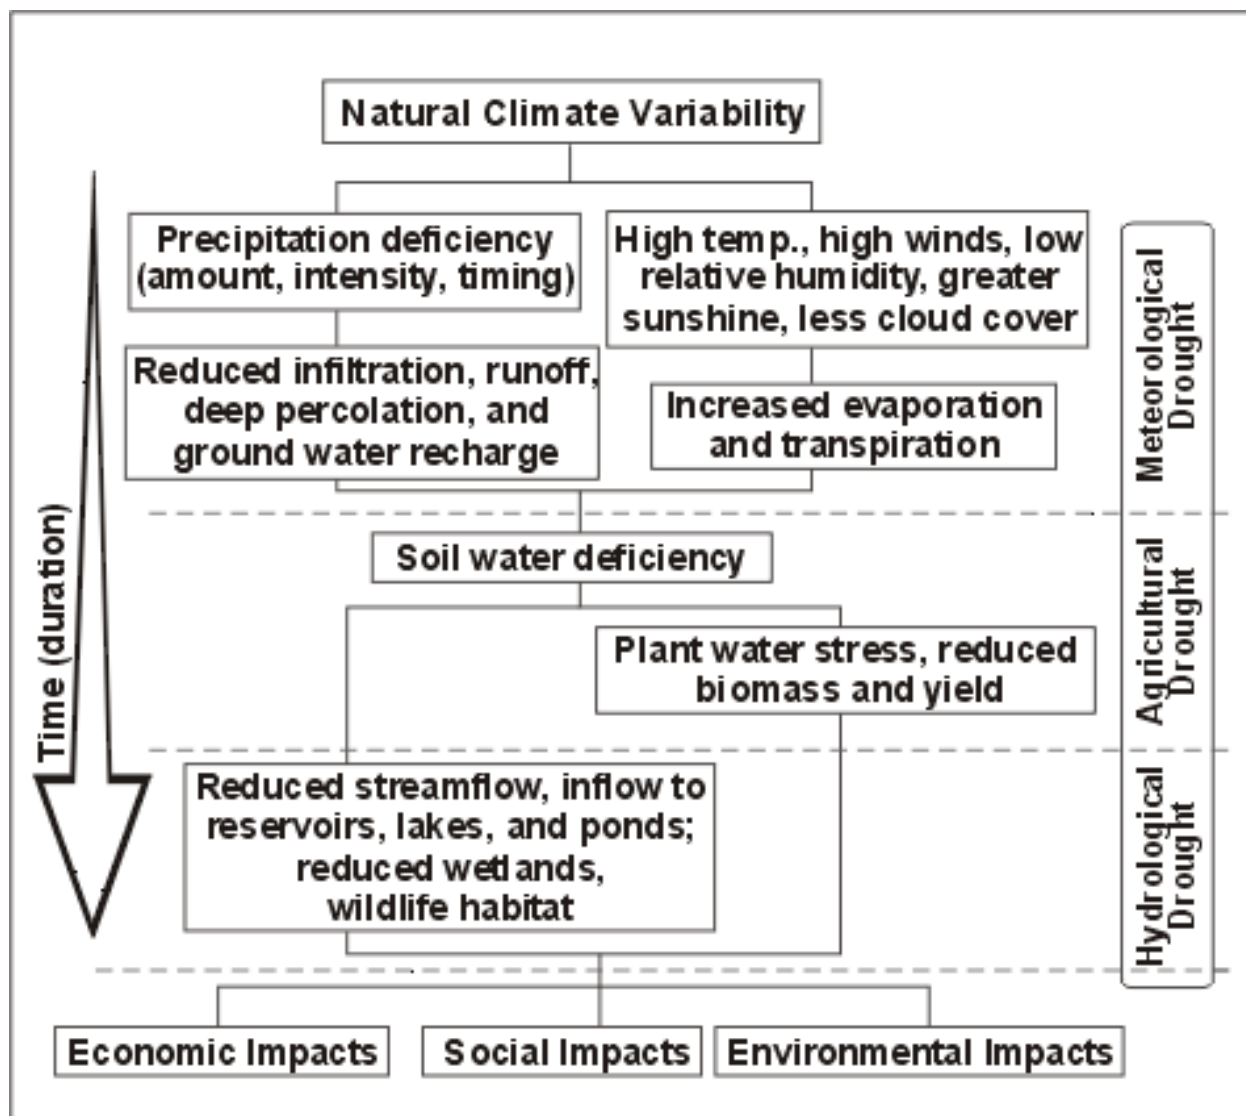 Natural Climate Variability
Precipitation deficiency
(amount, intensity, timing)
High temp., high winds, low
relative humidity, greater
sunshine, less cloud cover
Reduced infiltration, runoff,
deep percolation, and
ground water recharge
Increased evaporation
and transpiration
Meteorological
Drought
Time (duration)
Soil water deficiency
Plant water stress, reduced
biomass and yield
Agricultural
Drought
Reduced streamflow, inflow to
reservoirs, lakes, and ponds;
reduced wetlands,
wildlife habitat
Hydrological
Drought
Economic Impacts
Social Impacts
Environmental Impacts